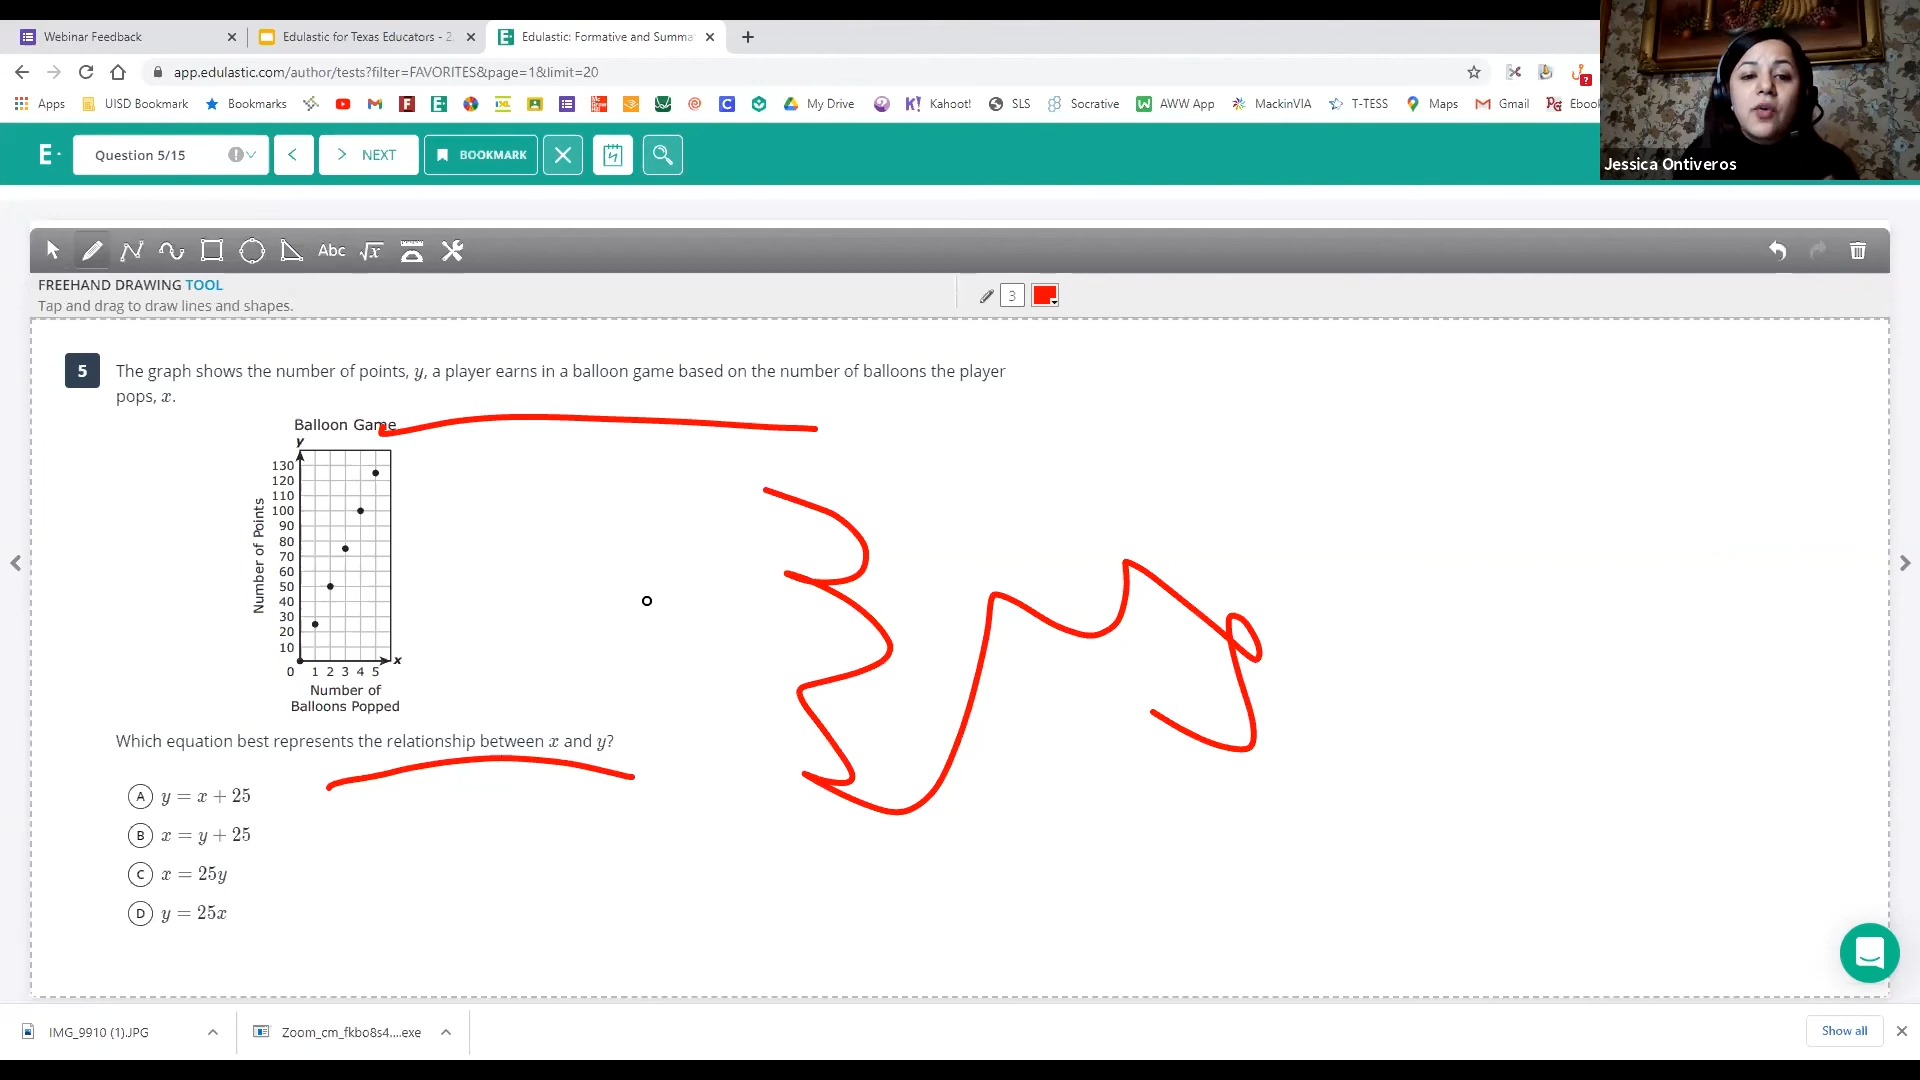 Webinar Feedback
Edulastic for Texas Educators - 2
Edulastic: Formative and Summa
app.edulastic.com/author/tests?filter=FAVORITES&page=1&limit=20
Apps
UISD Bookmark
Bookmarks
My Drive
Kahoot!
SLS
Socrative
AWW App
MackinVIA
T-TESS
Maps
Gmail
Ebook
Jessica Ontiveros
E
Question 5/15
NEXT
BOOKMARK
Abc
√x
FREEHAND DRAWING TOOL
3
Tap and drag to draw lines and shapes.
5
The graph shows the number of points, y, a player earns in a balloon game based on the number of balloons the player
pops, x.
Balloon Game
y
130
120
110
100
90
80
70
60
50
40
30
20
10
0 1 2 3 4 5
x
Number of Points
Number of
Balloons Popped
Which equation best represents the relationship between x and y?
A y = x + 25
B x = y + 25
C x = 25y
D y = 25x
IMG_9910 (1).JPG
Zoom_cm_fkbo8s4....exe
Show all